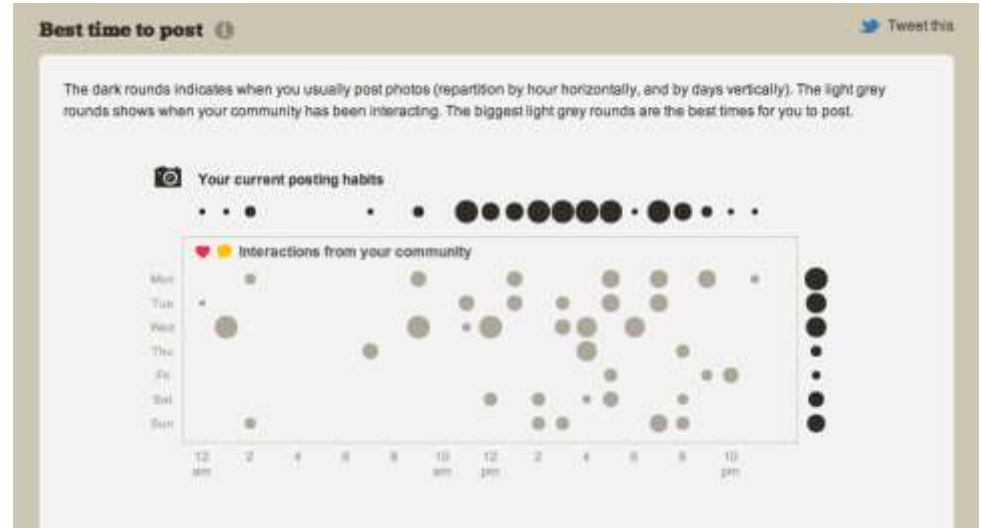 Best time to post
Tweet this
The dark rounds indicates when you usually post photos (repartition by hour horizontally, and by days vertically). The light grey
rounds shows when your community has been interacting. The biggest light grey rounds are the best times for you to post.
Your current posting habits
Interactions from your community
Mon
Tue
Wed
Thu
Fri
Sat
Sun
12 2 4 6 8 10 12 2 4 6 8 10
am am pm pm